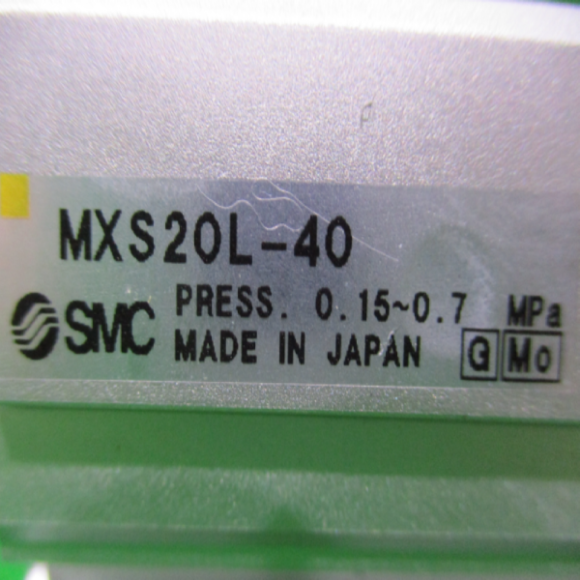 MXS20L-40
SMC PRESS. 0.15~0.7 MPa
MADE IN JAPAN G Mo